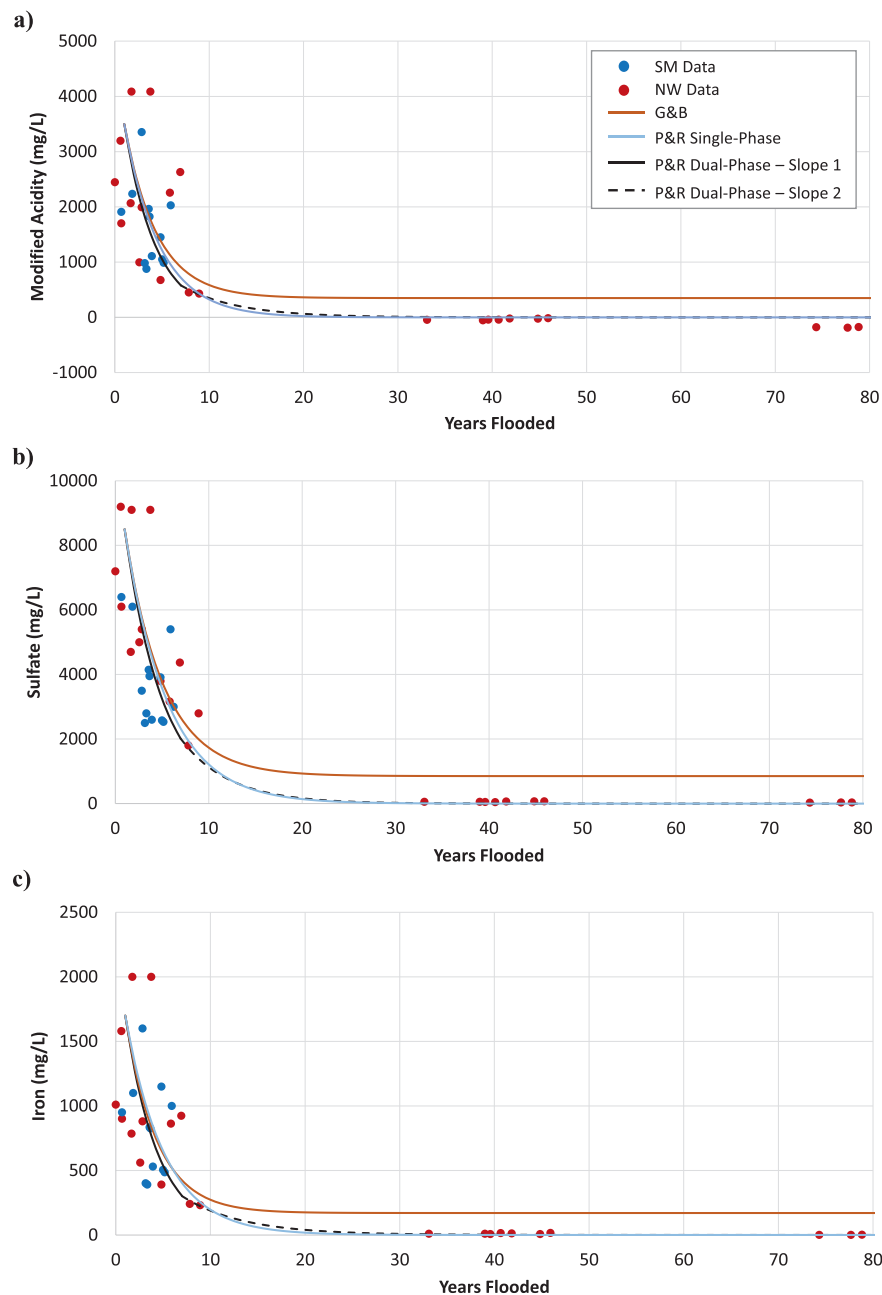 a)
5000
4000
3000
2000
1000
0
-1000
Modified Acidity (mg/L)
SM Data
NW Data
G&B
P&R Single-Phase
P&R Dual-Phase – Slope 1
P&R Dual-Phase – Slope 2
0 10 20 30 40 50 60 70 80
Years Flooded
b)
10000
8000
6000
4000
2000
0
Sulfate (mg/L)
0 10 20 30 40 50 60 70 80
Years Flooded
c)
2500
2000
1500
1000
500
0
Iron (mg/L)
0 10 20 30 40 50 60 70 80
Years Flooded